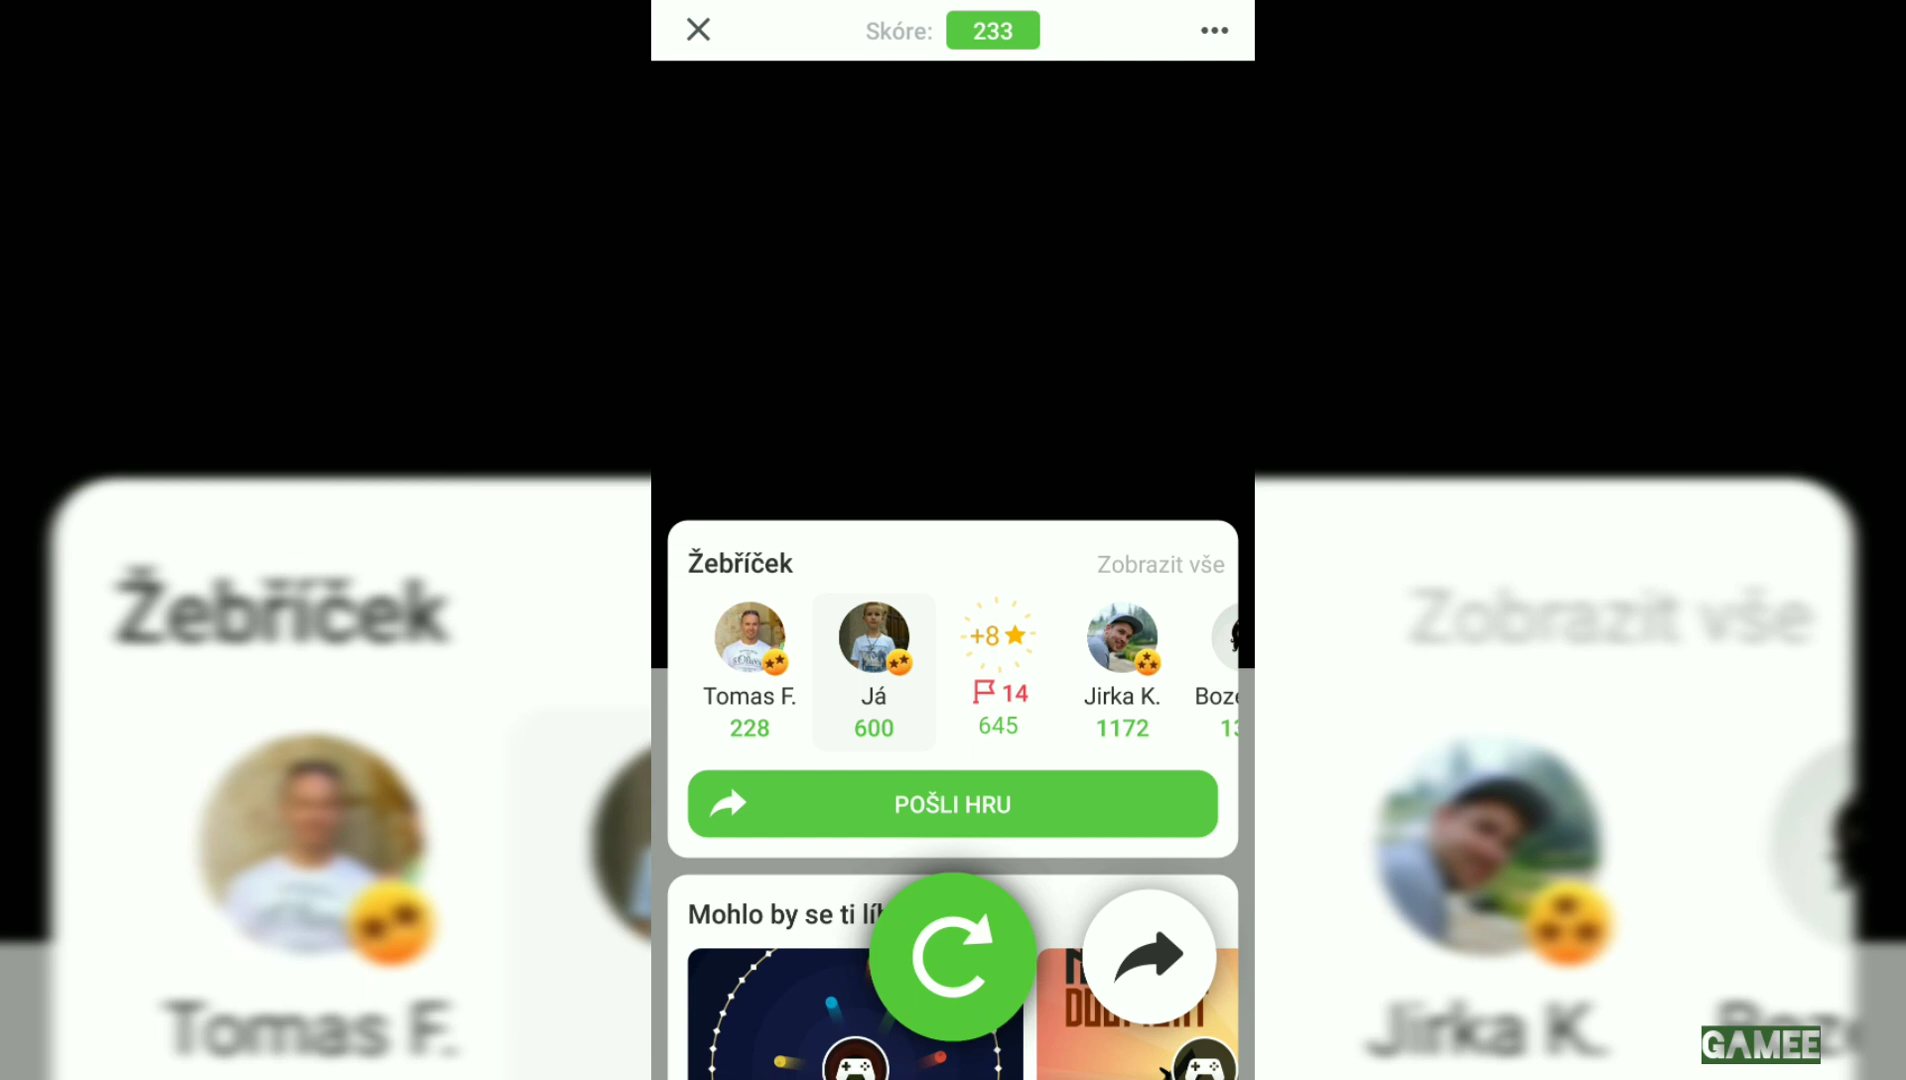 Skóre: 233
Žebříček
Zobrazit vše
Tomas F.
228
Já
600
+8
14
645
Jirka K.
1172
POŠLI HRU
Mohlo by se ti
Žebříček
Zobrazit vše
Tomas F.
Jirka K.
GAMEE